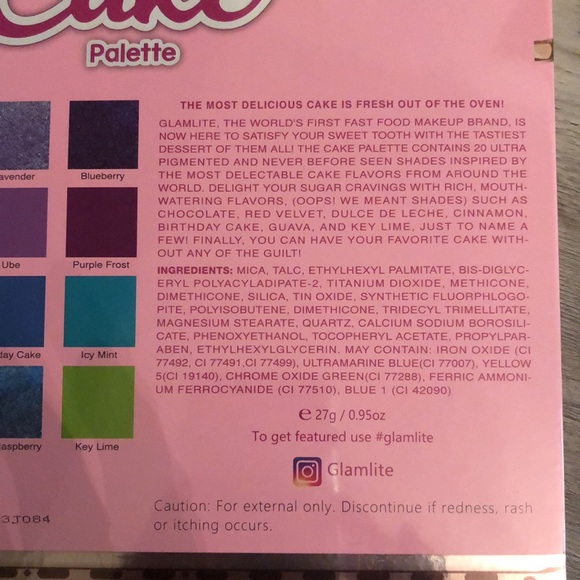 Cake
Palette
THE MOST DELICIOUS CAKE IS FRESH OUT OF THE OVEN!
GLAMLITE, THE WORLD'S FIRST FAST FOOD MAKEUP BRAND, IS
NOW HERE TO SATISFY YOUR SWEET TOOTH WITH THE TASTIEST
DESSERT OF THEM ALL! THE CAKE PALETTE CONTAINS 20 ULTRA
PIGMENTED AND NEVER BEFORE SEEN SHADES INSPIRED BY
THE MOST DELECTABLE CAKE FLAVORS FROM AROUND THE
WORLD. DELIGHT YOUR SUGAR CRAVINGS WITH RICH, MOUTH-
WATERING FLAVORS, (OOPS! WE MEANT SHADES) SUCH AS
CHOCOLATE, RED VELVET, DULCE DE LECHE, CINNAMON,
BIRTHDAY CAKE, GUAVA, AND KEY LIME, JUST TO NAME A
FEW! FINALLY, YOU CAN HAVE YOUR FAVORITE CAKE WITH-
OUT ANY OF THE GUILT!
INGREDIENTS: MICA, TALC, ETHYLHEXYL PALMITATE, BIS-DIGLYC-
ERYL POLYACYLADIPATE-2, TITANIUM DIOXIDE, METHICONE,
DIMETHICONE, SILICA, TIN OXIDE, SYNTHETIC FLUORPHLOGO-
PITE, POLYISOBUTENE, DIMETHICONE, TRIDECYL TRIMELLITATE,
MAGNESIUM STEARATE, QUARTZ, CALCIUM SODIUM BOROSILI-
CATE, PHENOXYETHANOL, TOCOPHERYL ACETATE, PROPYLPAR-
ABEN, ETHYLHEXYLGLYCERIN. MAY CONTAIN: IRON OXIDE (CI
77492, CI 77491,CI 77499), ULTRAMARINE BLUE(CI 77007), YELLOW
5(CI 19140), CHROME OXIDE GREEN(CI 77288), FERRIC AMMONI-
UM FERROCYANIDE (CI 77510), BLUE 1 (CI 42090)
℮ 27g / 0.95oz
To get featured use #glamlite
Glamlite
Caution: For external only. Discontinue if redness, rash
or itching occurs.
avender Blueberry
Ube Purple Frost
day Cake Icy Mint
Raspberry Key Lime
3JT084